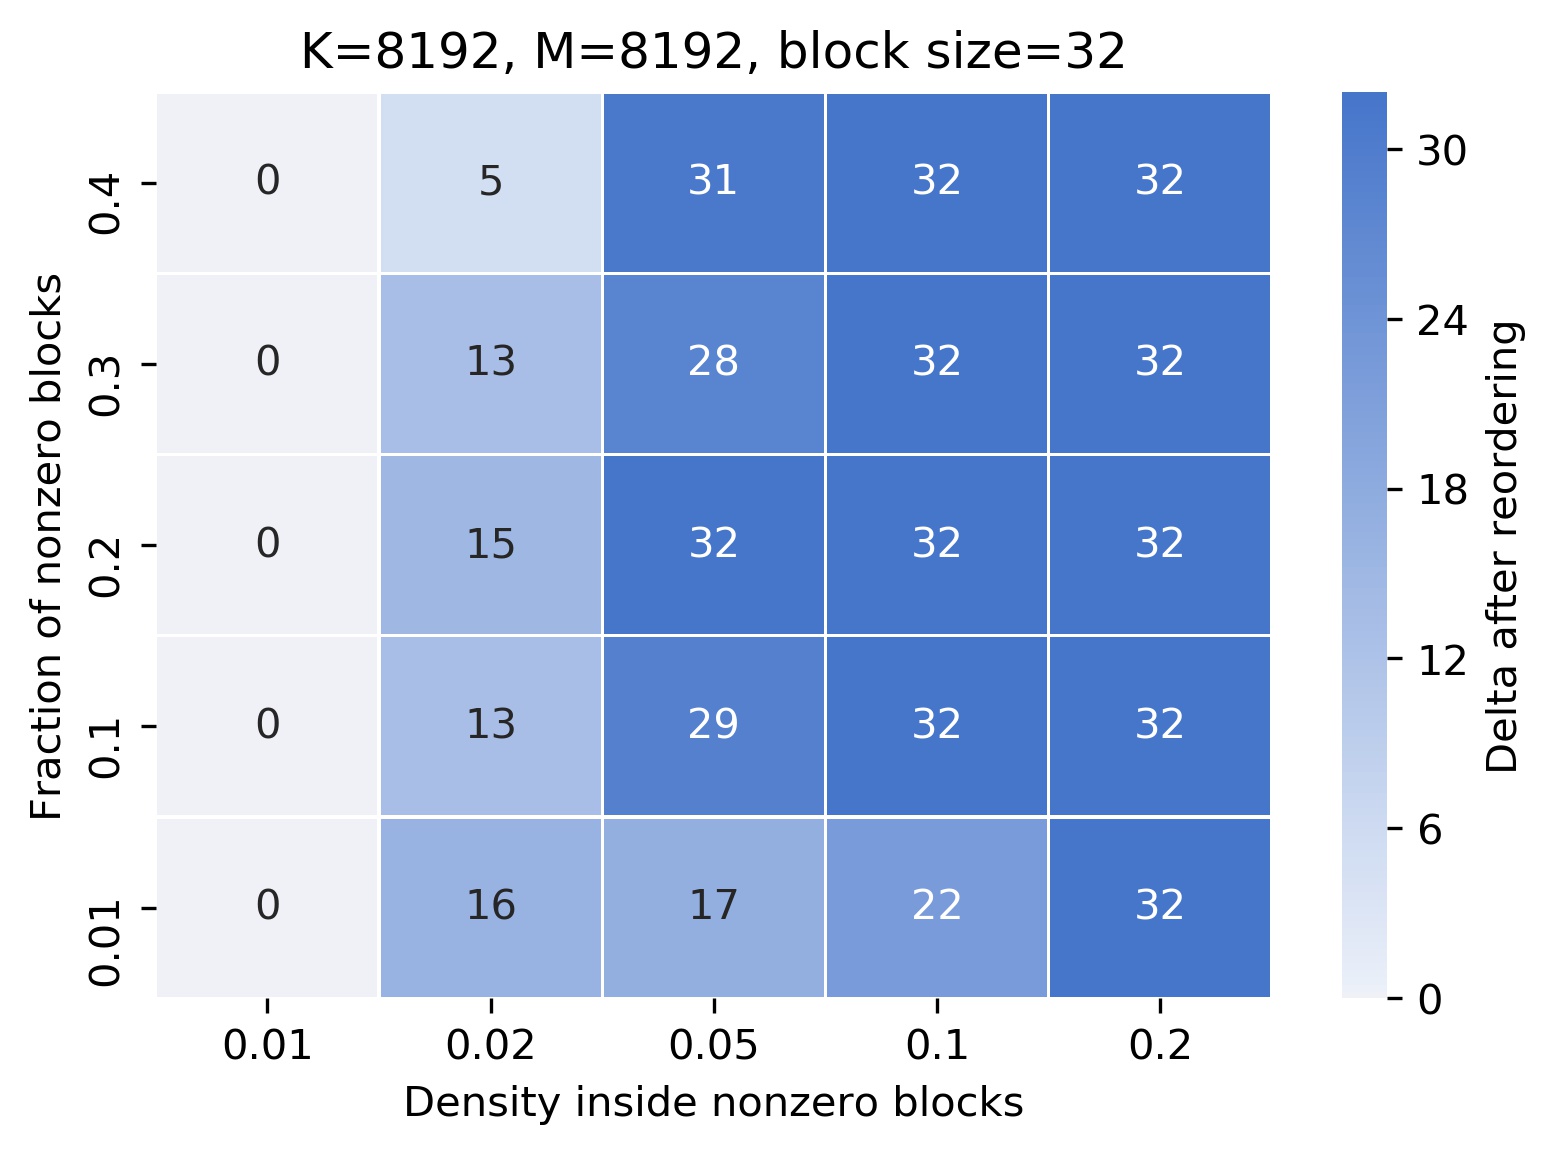 K=8192, M=8192, block size=32
Fraction of nonzero blocks
0.4
0 5 31 32 32
0.3
0 13 28 32 32
0.2
0 15 32 32 32
0.1
0 13 29 32 32
0.01
0 16 17 22 32
0.01 0.02 0.05 0.1 0.2
Density inside nonzero blocks
30
24
18
12
6
0
Delta after reordering